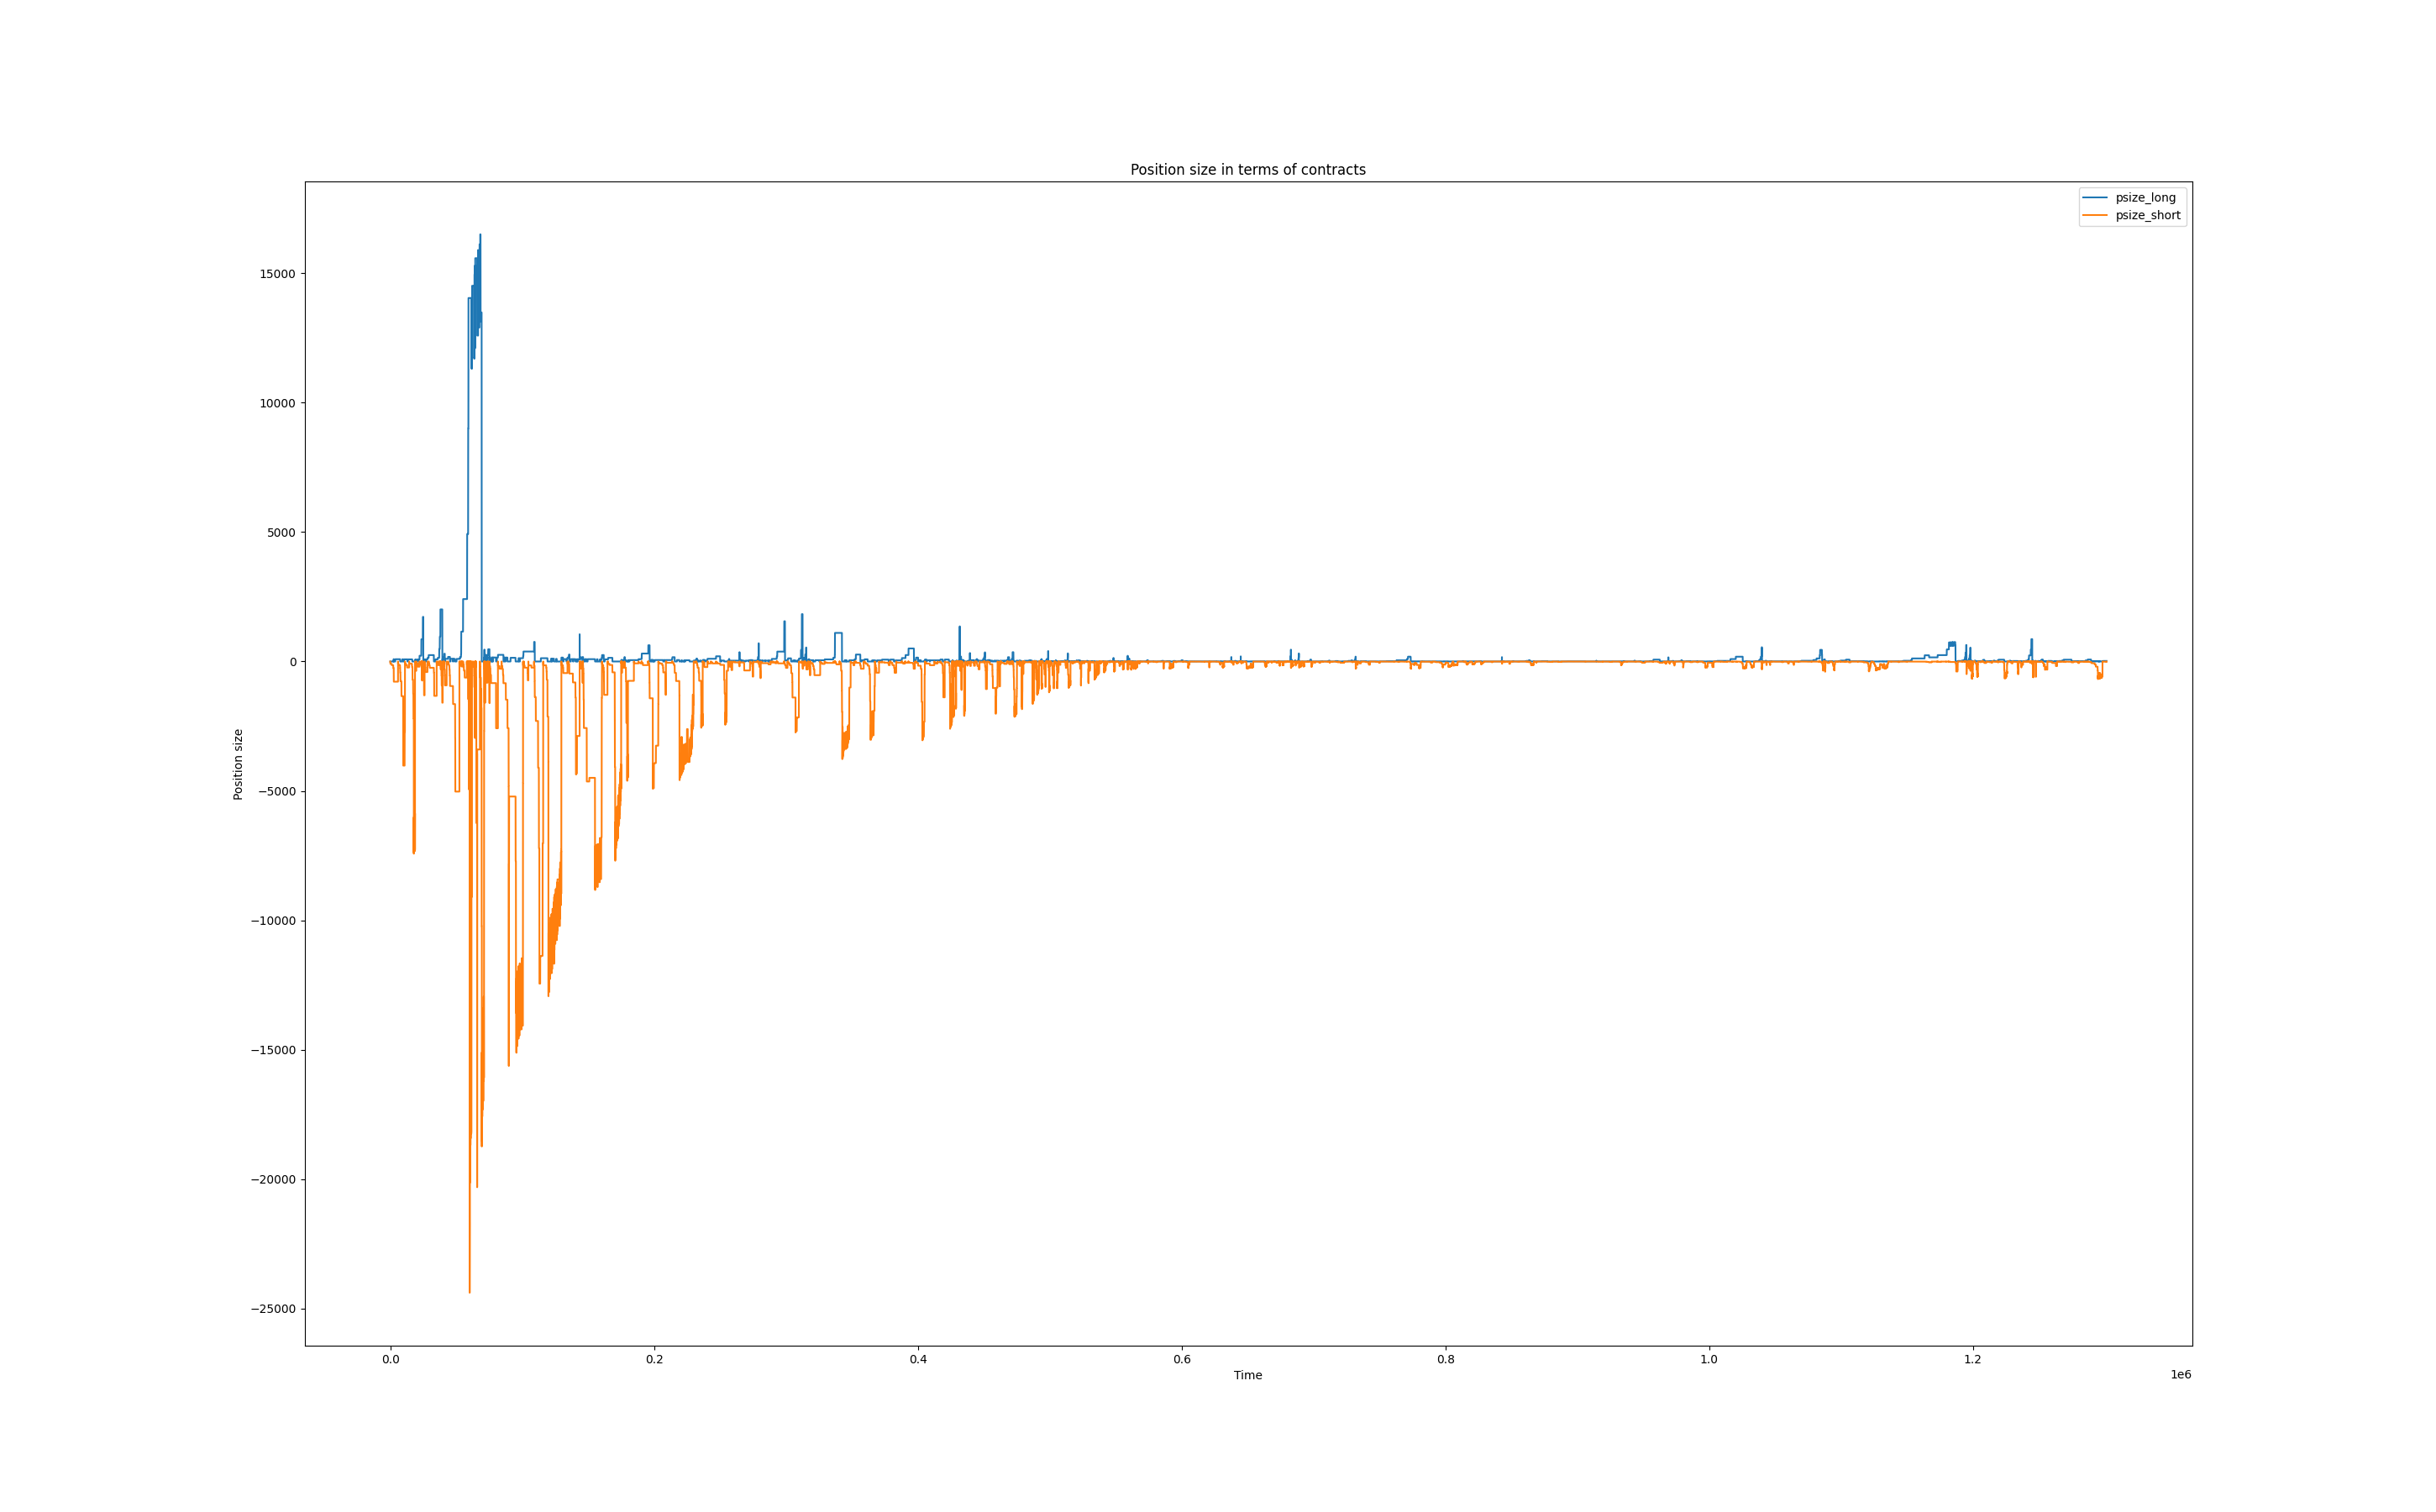 Position size in terms of contracts
psize_long
psize_short
Position size
15000
10000
5000
0
−5000
−10000
−15000
−20000
−25000
0.0
0.2
0.4
0.6
0.8
1.0
1.2
1e6
Time